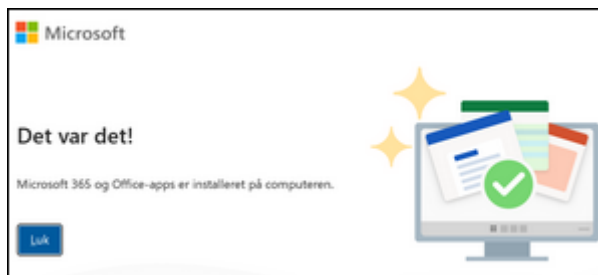 Microsoft
Det var det!
Microsoft 365 og Office-apps er installeret på computeren.
Luk